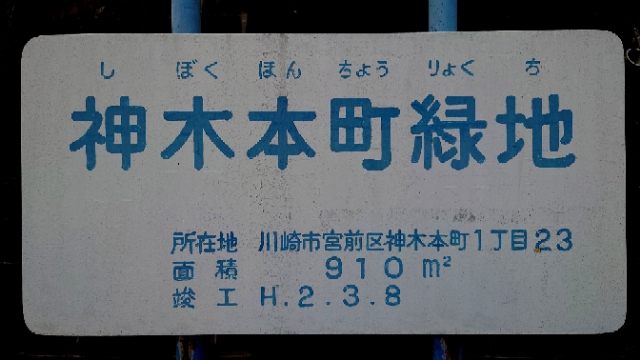 し ぼく ほん ちょう りょく ち
神木本町緑地
所在地 川崎市宮前区神木本町1丁目23
面積 910m²
竣工 H.2.3.8